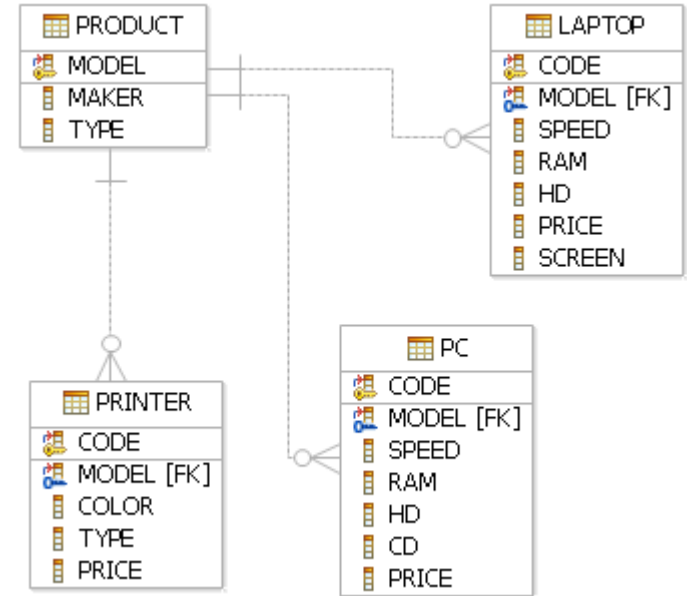 PRODUCT
MODEL
MAKER
TYPE
LAPTOP
CODE
MODEL [FK]
SPEED
RAM
HD
PRICE
SCREEN
PRINTER
CODE
MODEL [FK]
COLOR
TYPE
PRICE
PC
CODE
MODEL [FK]
SPEED
RAM
HD
CD
PRICE